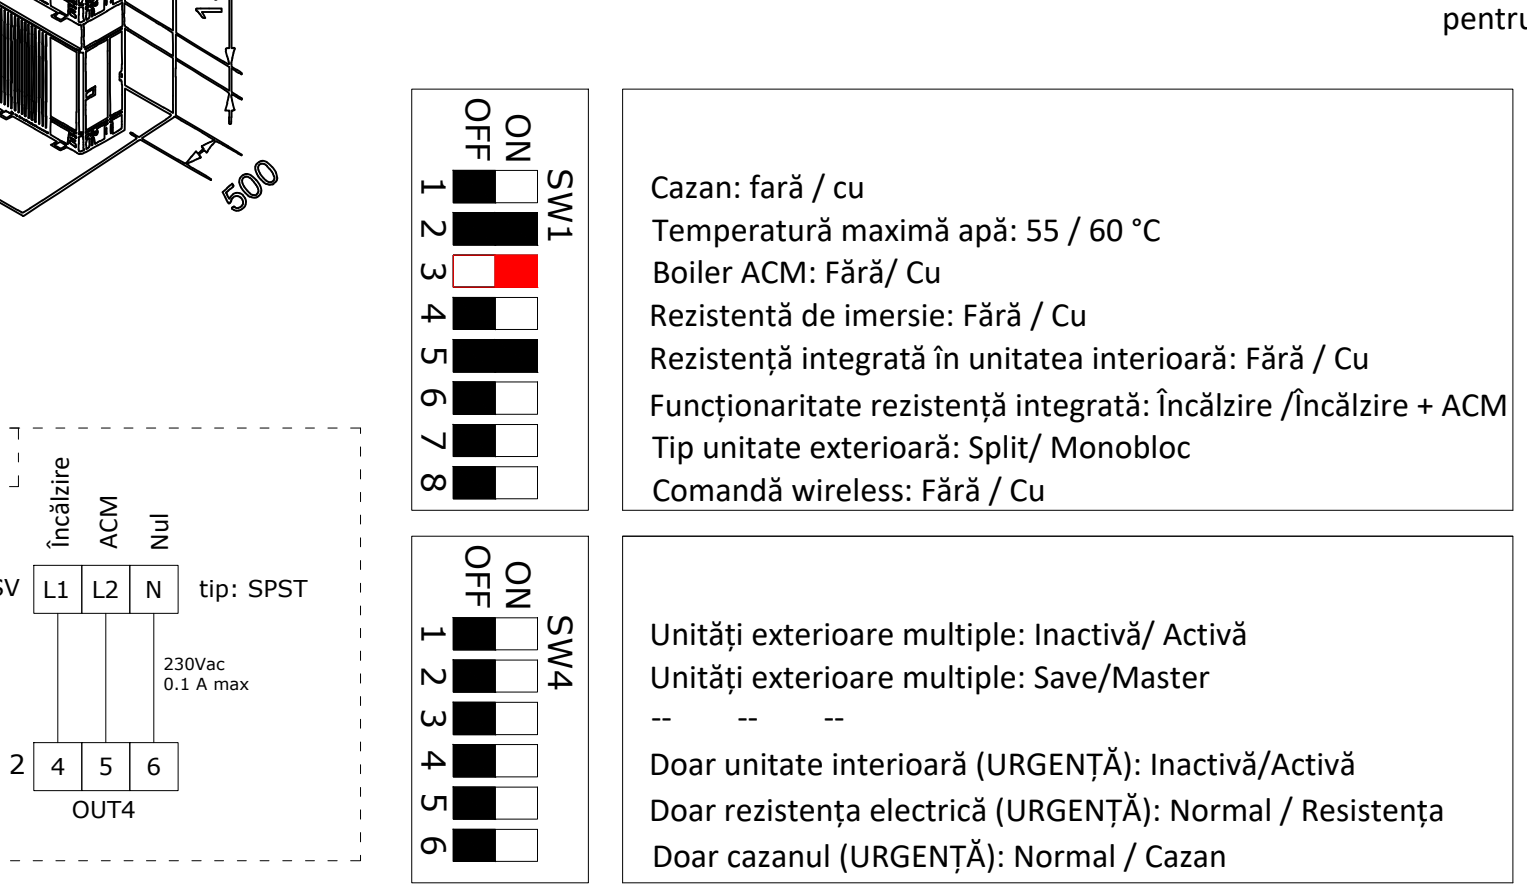 pentru
500
OFF
ON
SW1
1
2
3
4
5
6
7
8
Cazan: fară / cu
Temperatură maximă apă: 55 / 60 °C
Boiler ACM: Fără/ Cu
Rezistentă de imersie: Fără / Cu
Rezistență integrată în unitatea interioară: Fără / Cu
Funcționaritate rezistență integrată: Încălzire /Încălzire + ACM
Tip unitate exterioară: Split/ Monobloc
Comandă wireless: Fără / Cu
Încălzire
ACM
Nul
L1 L2 N tip: SPST
230Vac
0.1 A max
2 4 5 6
OUT4
OFF
ON
SW4
1
2
3
4
5
6
Unități exterioare multiple: Inactivă/ Activă
Unități exterioare multiple: Save/Master
-- -- --
Doar unitate interioară (URGENȚĂ): Inactivă/Activă
Doar rezistența electrică (URGENȚĂ): Normal / Resistența
Doar cazanul (URGENȚĂ): Normal / Cazan